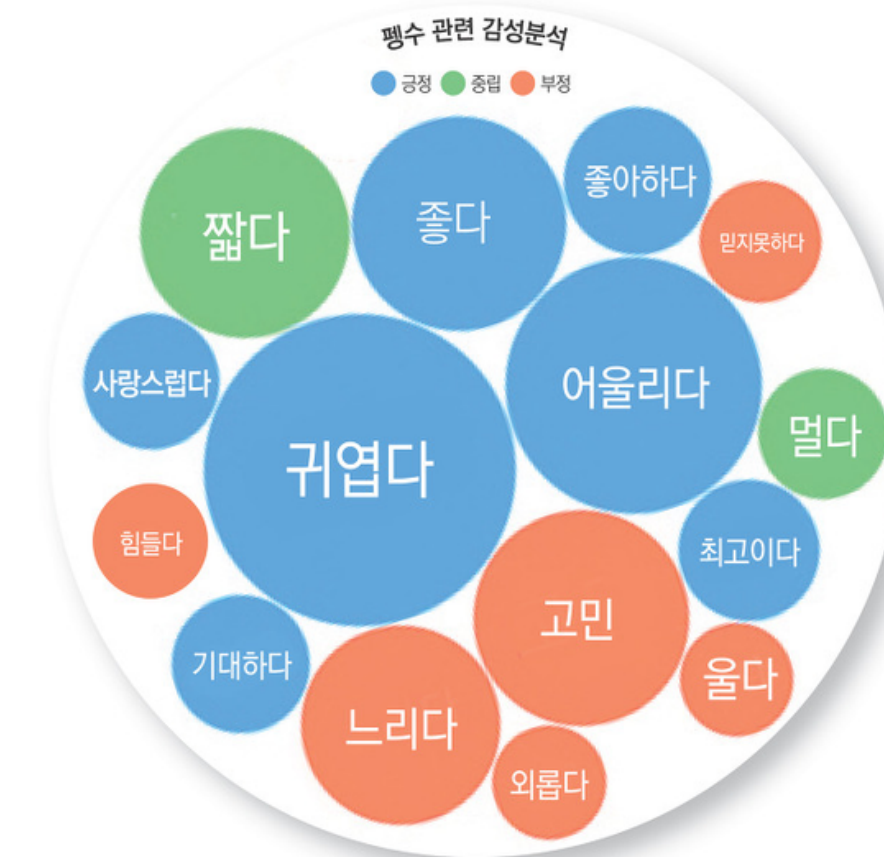 펭수 관련 감성분석
긍정 중립 부정
짧다
좋다
좋아하다
믿지못하다
사랑스럽다
어울리다
귀엽다
멀다
힘들다
최고이다
고민
기대하다
울다
느리다
외롭다